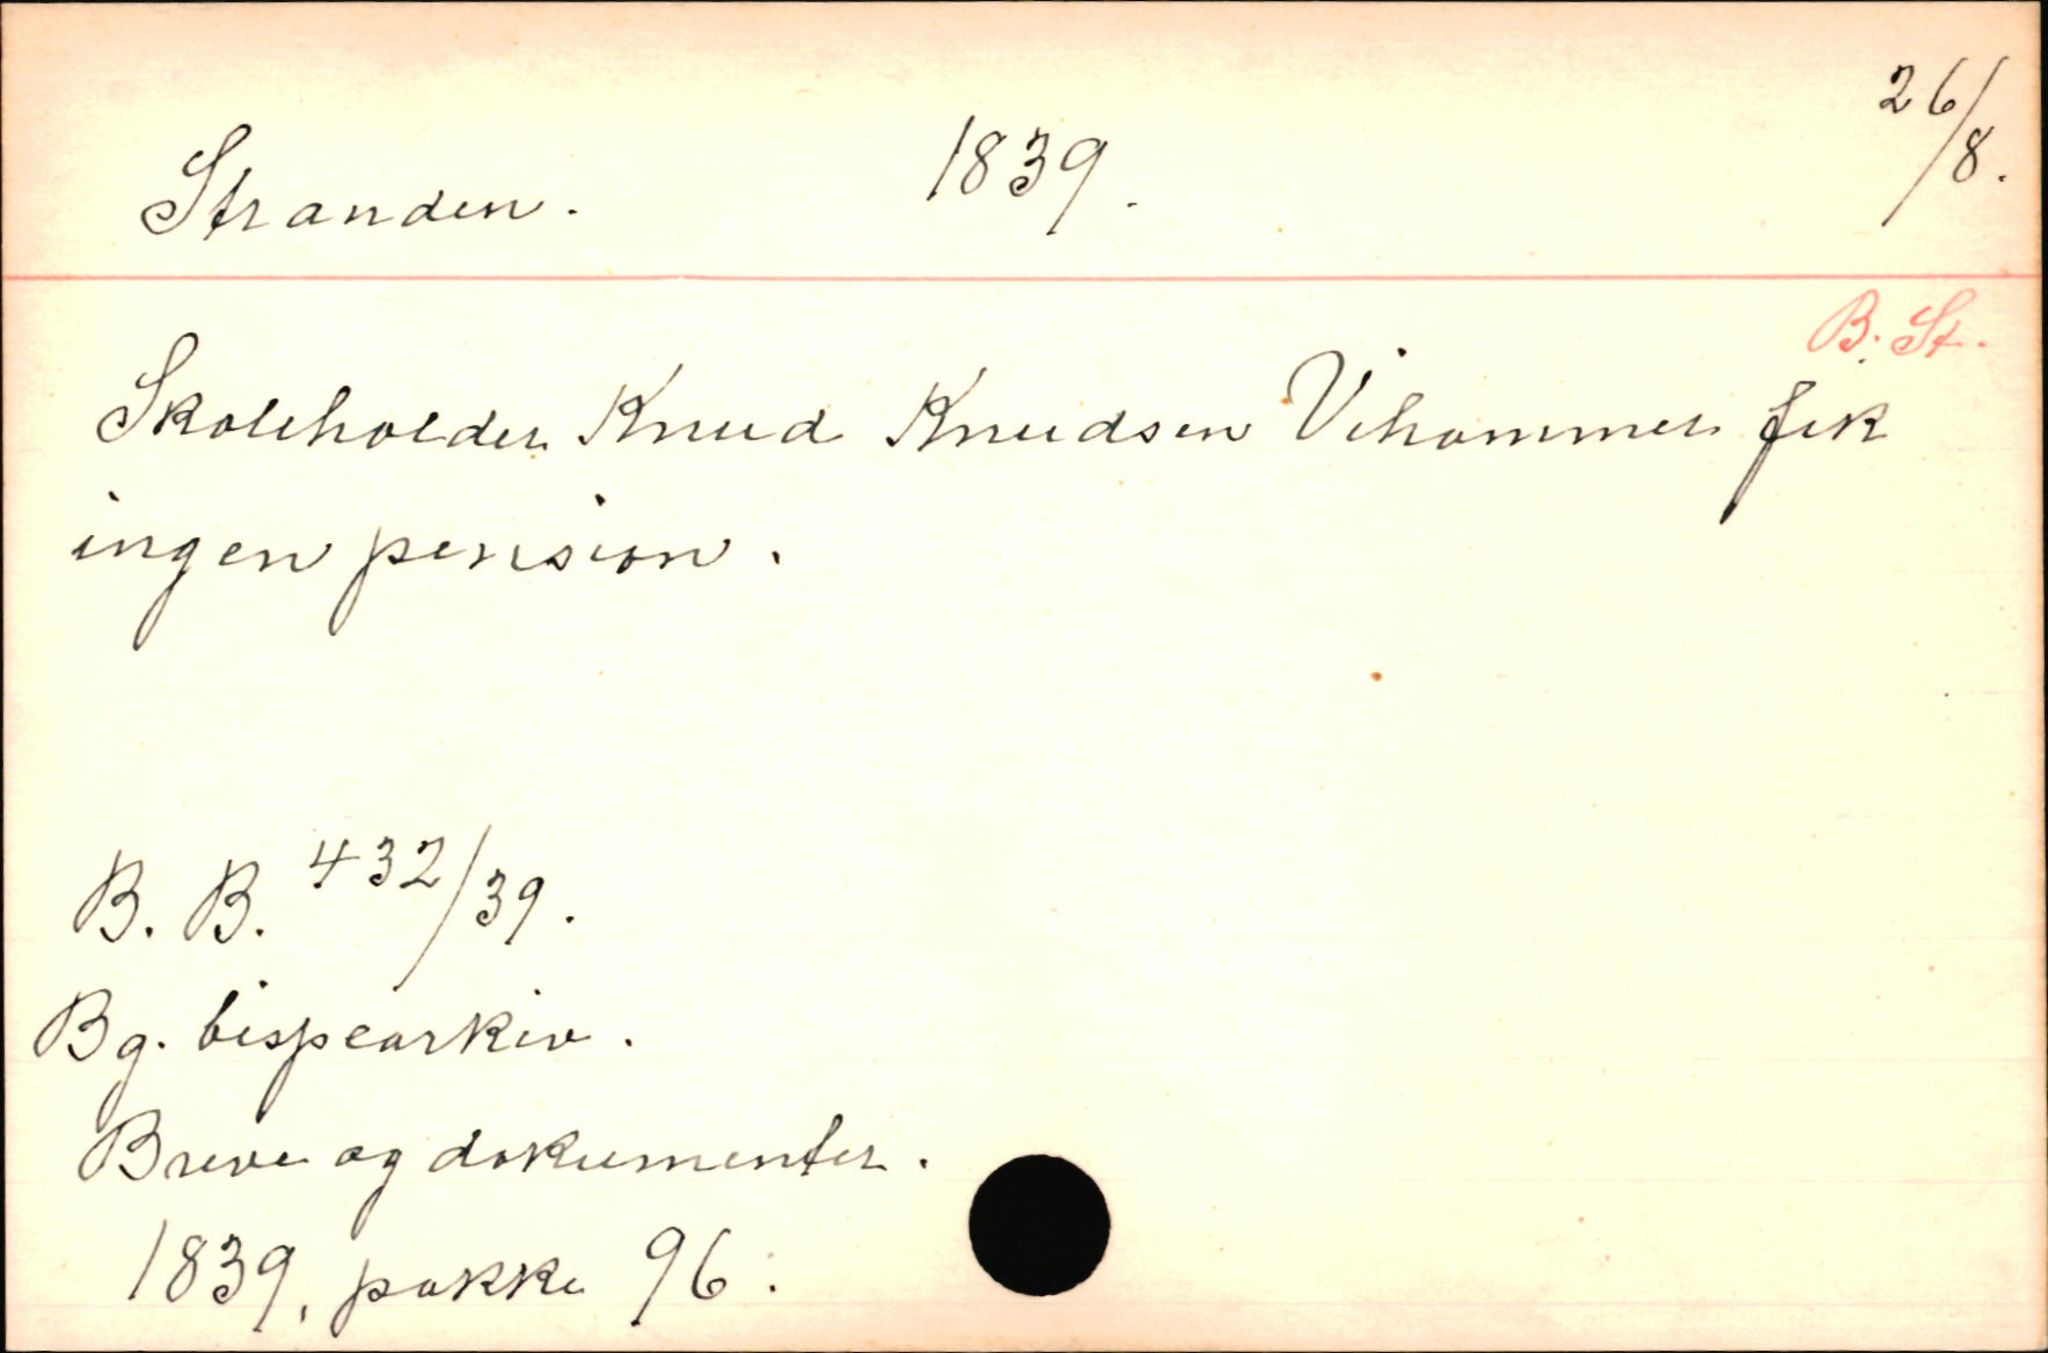 Stranden. 1839. 26/8.
B. St.
Skoleholder Knud Knudsen Vihammer fik
ingen pension.
B. B. 432/39.
Bg. bispearkiv.
Breve og dokumenter.
1839, pakke 96.